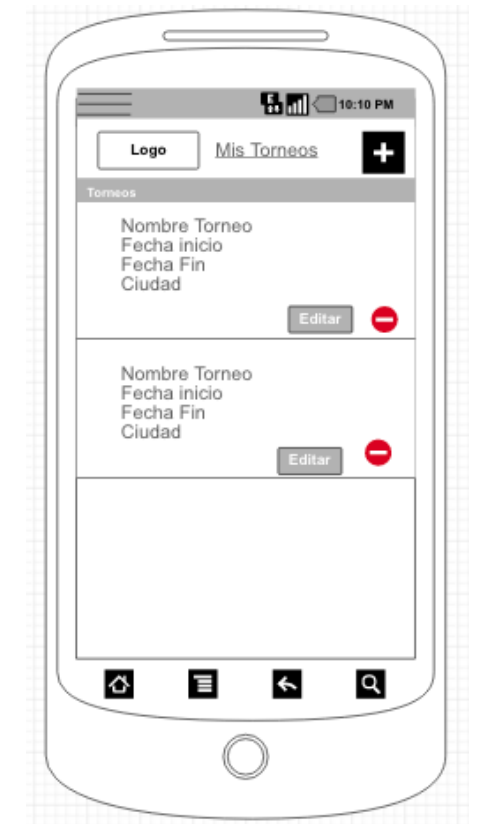 10:10 PM
Logo
Mis Torneos
Torneos
Nombre Torneo
Fecha inicio
Fecha Fin
Ciudad
Editar
Nombre Torneo
Fecha inicio
Fecha Fin
Ciudad
Editar